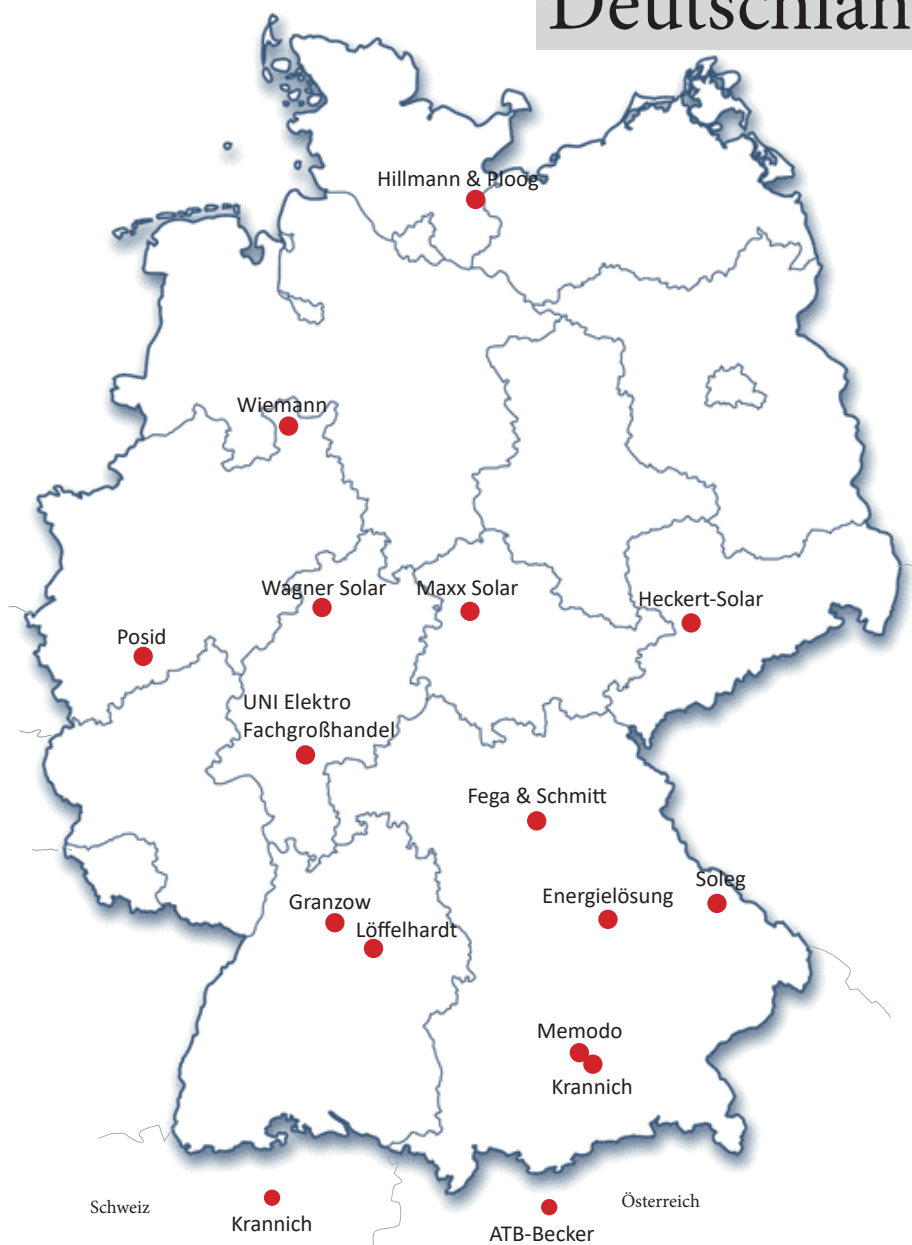 Deutschlan
Hillmann & Ploog
Wiemann
Wagner Solar
Maxx Solar
Heckert-Solar
Posid
UNI Elektro
Fachgroßhandel
Fega & Schmitt
Soleg
Energielösung
Granzow
Löffelhardt
Memodo
Krannich
Schweiz
Österreich
Krannich
ATB-Becker